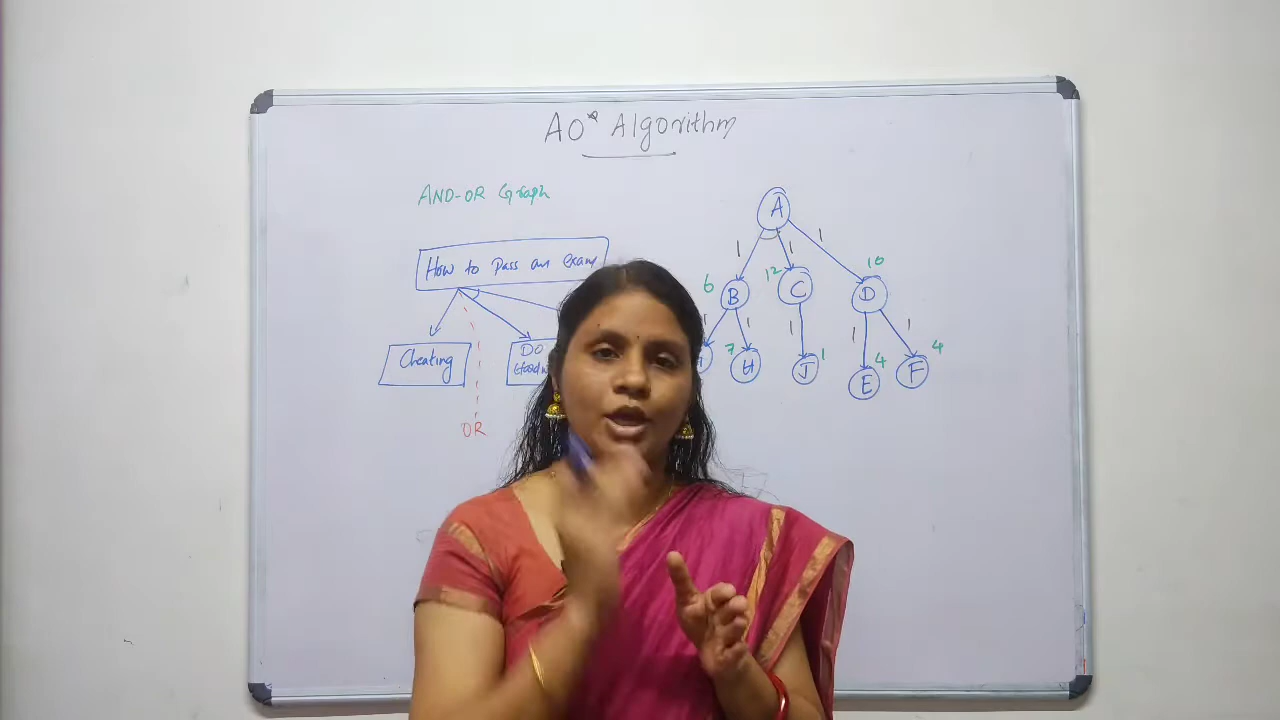 AO* Algorithm
AND-OR Graph
How to pass an exam
Cheating
DO
OR
A
1 1 1
6 12 10
B C D
1 1 1 1
7 1 4 4
H J E F